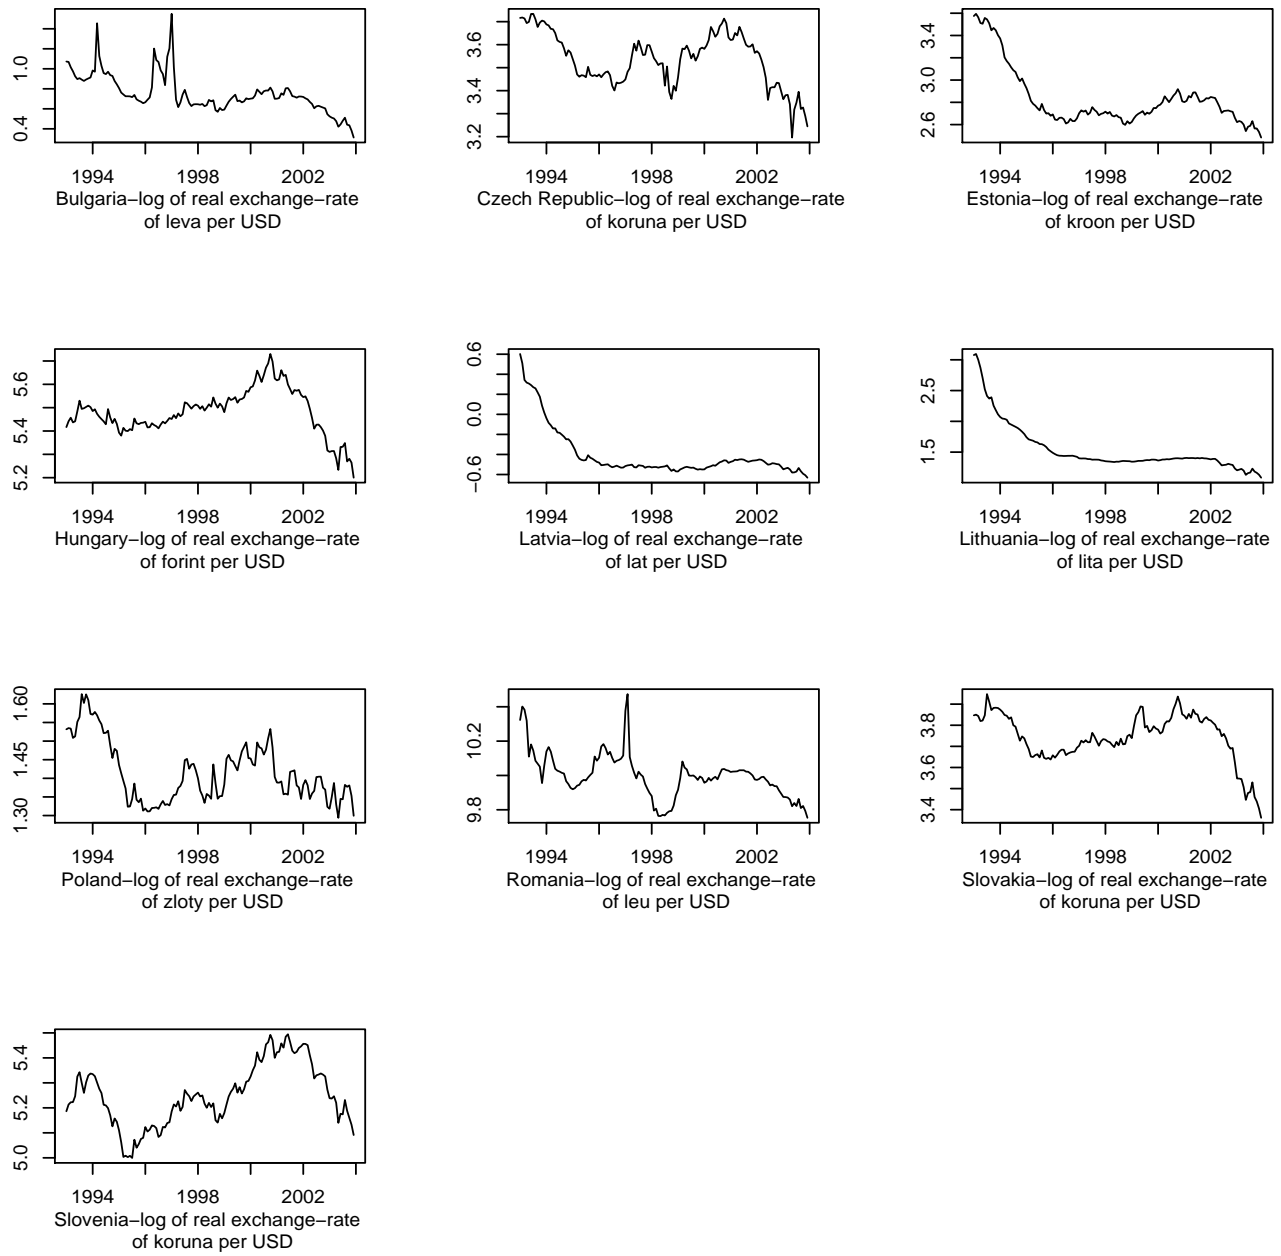 0.4 1.0
1994 1998 2002
Bulgaria−log of real exchange−rate
of leva per USD
3.2 3.4 3.6
1994 1998 2002
Czech Republic−log of real exchange−rate
of koruna per USD
2.6 3.0 3.4
1994 1998 2002
Estonia−log of real exchange−rate
of kroon per USD
5.2 5.4 5.6
1994 1998 2002
Hungary−log of real exchange−rate
of forint per USD
−0.6 0.0 0.6
1994 1998 2002
Latvia−log of real exchange−rate
of lat per USD
1.5 2.5
1994 1998 2002
Lithuania−log of real exchange−rate
of lita per USD
1.30 1.45 1.60
1994 1998 2002
Poland−log of real exchange−rate
of zloty per USD
9.8 10.2
1994 1998 2002
Romania−log of real exchange−rate
of leu per USD
3.4 3.6 3.8
1994 1998 2002
Slovakia−log of real exchange−rate
of koruna per USD
5.0 5.2 5.4
1994 1998 2002
Slovenia−log of real exchange−rate
of koruna per USD